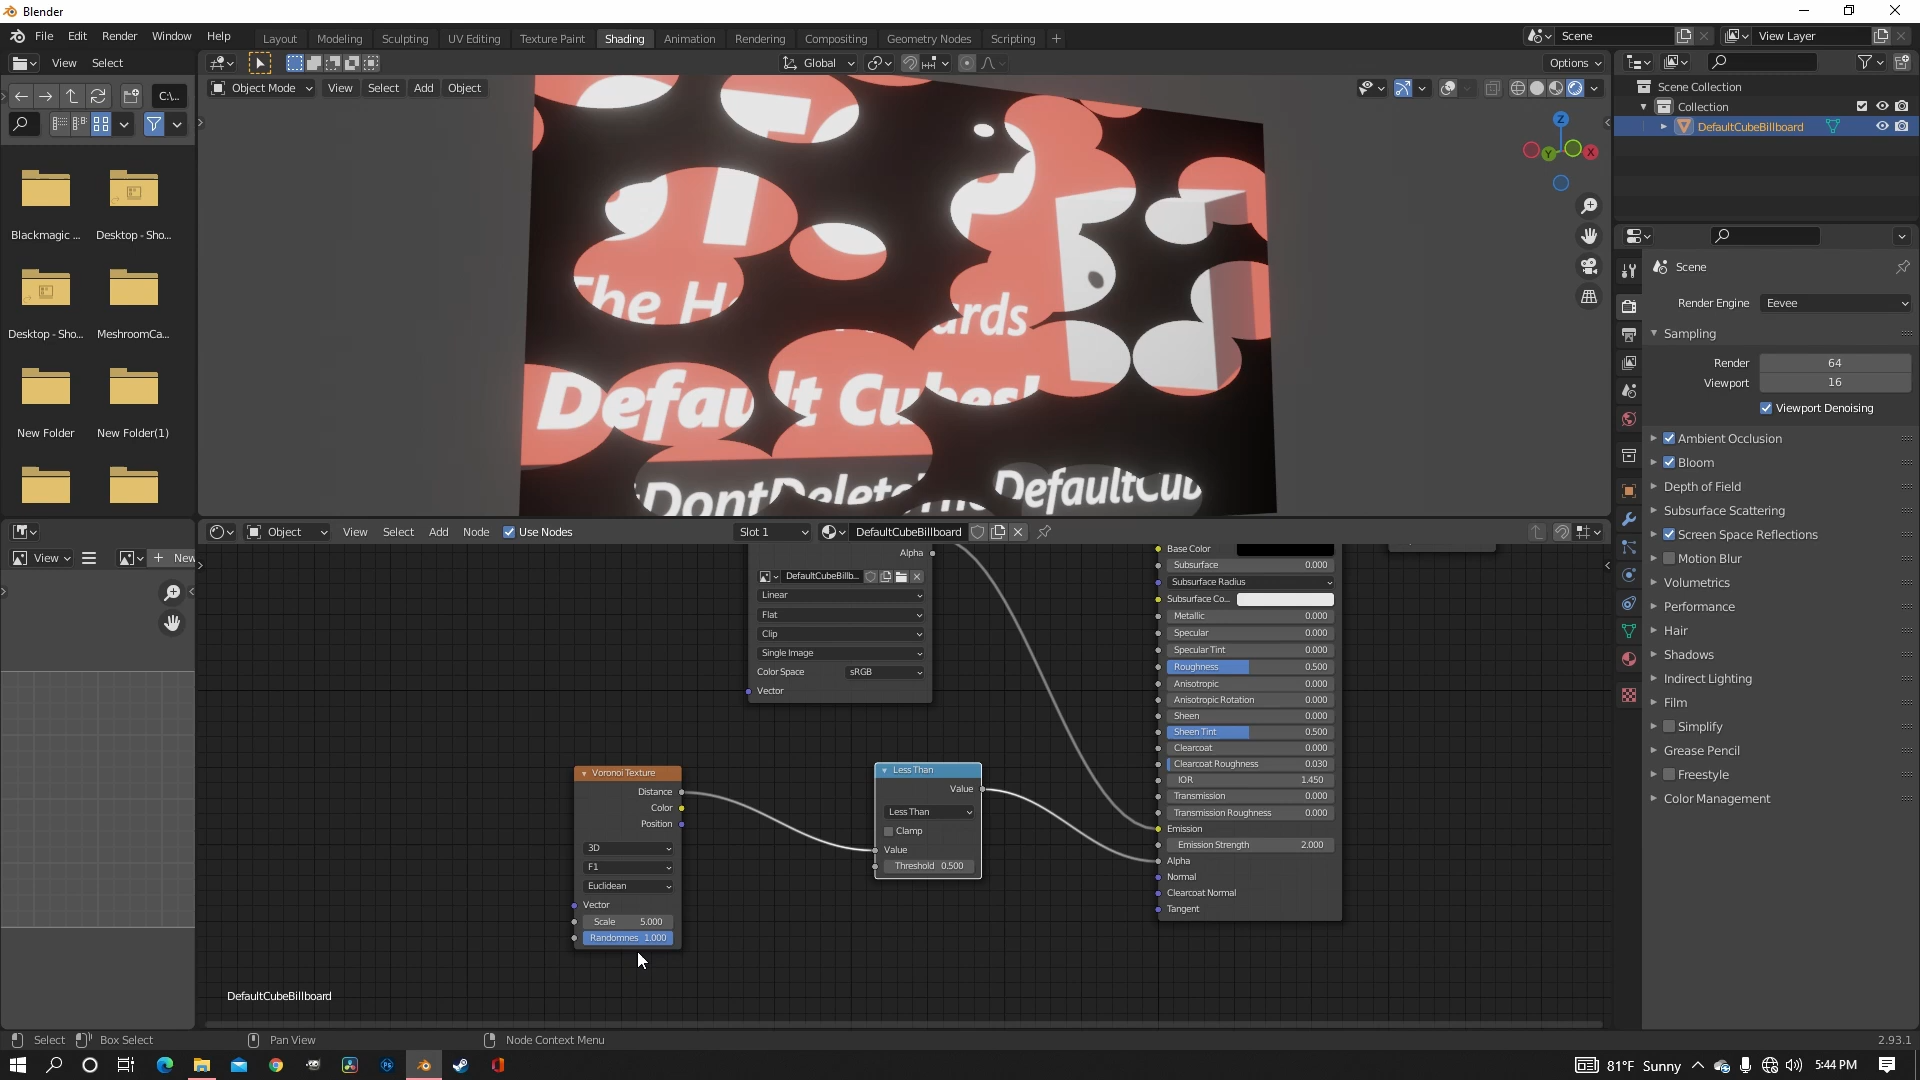 Blender
File Edit Render Window Help
Layout Modeling Sculpting UV Editing Texture Paint Shading Animation Rendering Compositing Geometry Nodes Scripting +
Scene
View Layer
View Select
Global
Options
C:\..
Object Mode View Select Add Object
Scene Collection
Collection
DefaultCubeBillboard
Z
X
Y
Blackmagic ...
Desktop - Sho...
Desktop - Sho...
MeshroomCa...
New Folder
New Folder(1)
The H
ards
Defau t Cubes!
DefaultCub
Scene
Render Engine Eevee
Sampling
Render 64
Viewport 16
Viewport Denoising
Ambient Occlusion
Bloom
Depth of Field
Subsurface Scattering
Screen Space Reflections
Motion Blur
Volumetrics
Performance
Hair
Shadows
Indirect Lighting
Film
Simplify
Grease Pencil
Freestyle
Color Management
View
New
Object View Select Add Node Use Nodes
Slot 1
DefaultCubeBillboard
Alpha
DefaultCubeBillb...
Linear
Flat
Clip
Single Image
Color Space sRGB
Vector
Voronoi Texture
Distance
Color
Position
3D
F1
Euclidean
Vector
Scale 5.000
Randomnes 1.000
Less Than
Value
Less Than
Clamp
Value
Threshold 0.500
Base Color
Subsurface 0.000
Subsurface Radius
Subsurface Co...
Metallic 0.000
Specular 0.000
Specular Tint 0.000
Roughness 0.500
Anisotropic 0.000
Anisotropic Rotation 0.000
Sheen 0.000
Sheen Tint 0.500
Clearcoat 0.000
Clearcoat Roughness 0.030
IOR 1.450
Transmission 0.000
Transmission Roughness 0.000
Emission
Emission Strength 2.000
Alpha
Normal
Clearcoat Normal
Tangent
DefaultCubeBillboard
Select Box Select Pan View Node Context Menu
2.93.1
81°F Sunny
5:44 PM